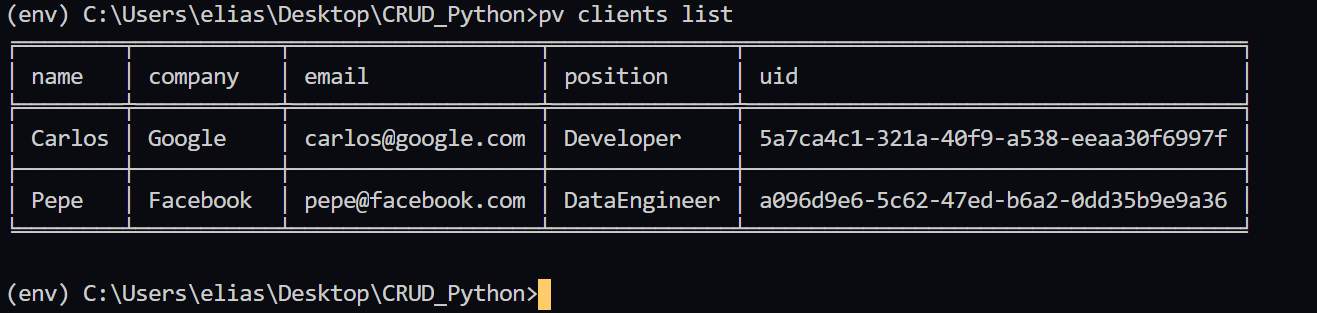 (env) C:\Users\elias\Desktop\CRUD_Python>pv clients list
name company email position uid
Carlos Google carlos@google.com Developer 5a7ca4c1-321a-40f9-a538-eeaa30f6997f
Pepe Facebook pepe@facebook.com DataEngineer a096d9e6-5c62-47ed-b6a2-0dd35b9e9a36
(env) C:\Users\elias\Desktop\CRUD_Python>